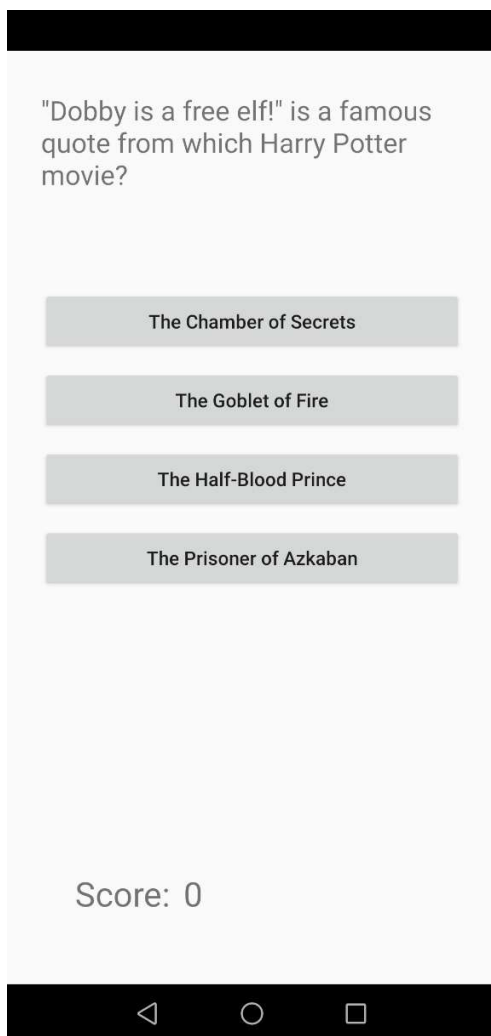 "Dobby is a free elf!" is a famous
quote from which Harry Potter
movie?
The Chamber of Secrets
The Goblet of Fire
The Half-Blood Prince
The Prisoner of Azkaban
Score: 0